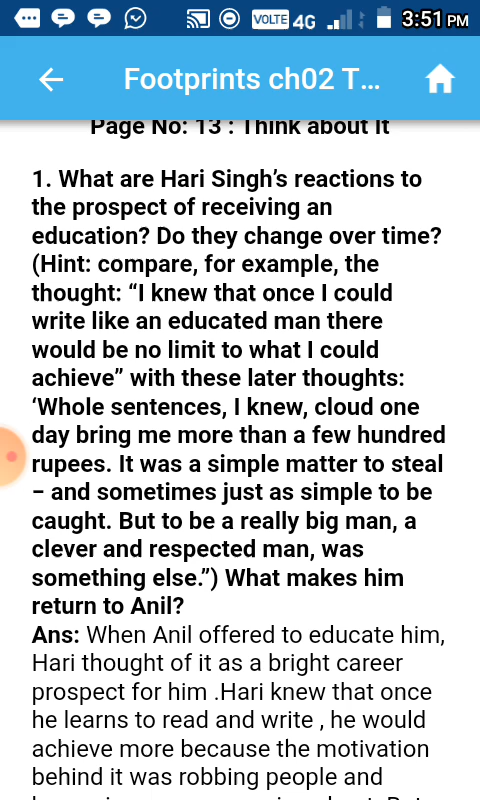 VOLTE 4G 3:51 PM
Footprints ch02 T...
Page No: 13 : Think about It
1. What are Hari Singh's reactions to
the prospect of receiving an
education? Do they change over time?
(Hint: compare, for example, the
thought: “I knew that once I could
write like an educated man there
would be no limit to what I could
achieve” with these later thoughts:
‘Whole sentences, I knew, cloud one
day bring me more than a few hundred
rupees. It was a simple matter to steal
– and sometimes just as simple to be
caught. But to be a really big man, a
clever and respected man, was
something else.”) What makes him
return to Anil?
Ans: When Anil offered to educate him,
Hari thought of it as a bright career
prospect for him .Hari knew that once
he learns to read and write , he would
achieve more because the motivation
behind it was robbing people and